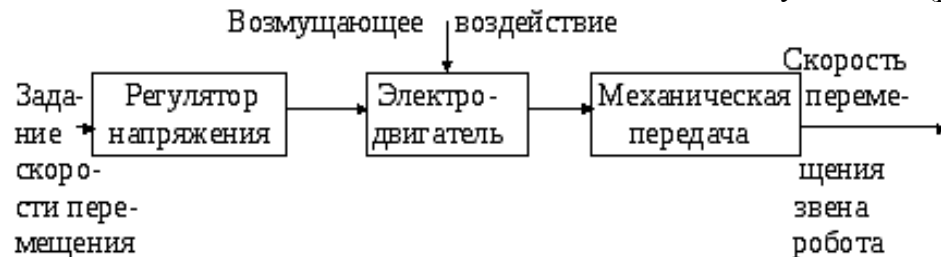 Возмущающее воздействие
Зада-
ние
скоро-
сти пере-
мещения
Регулятор
напряжения
Электро-
двигатель
Механическая
передача
Скорость
переме-
щения
звена
робота